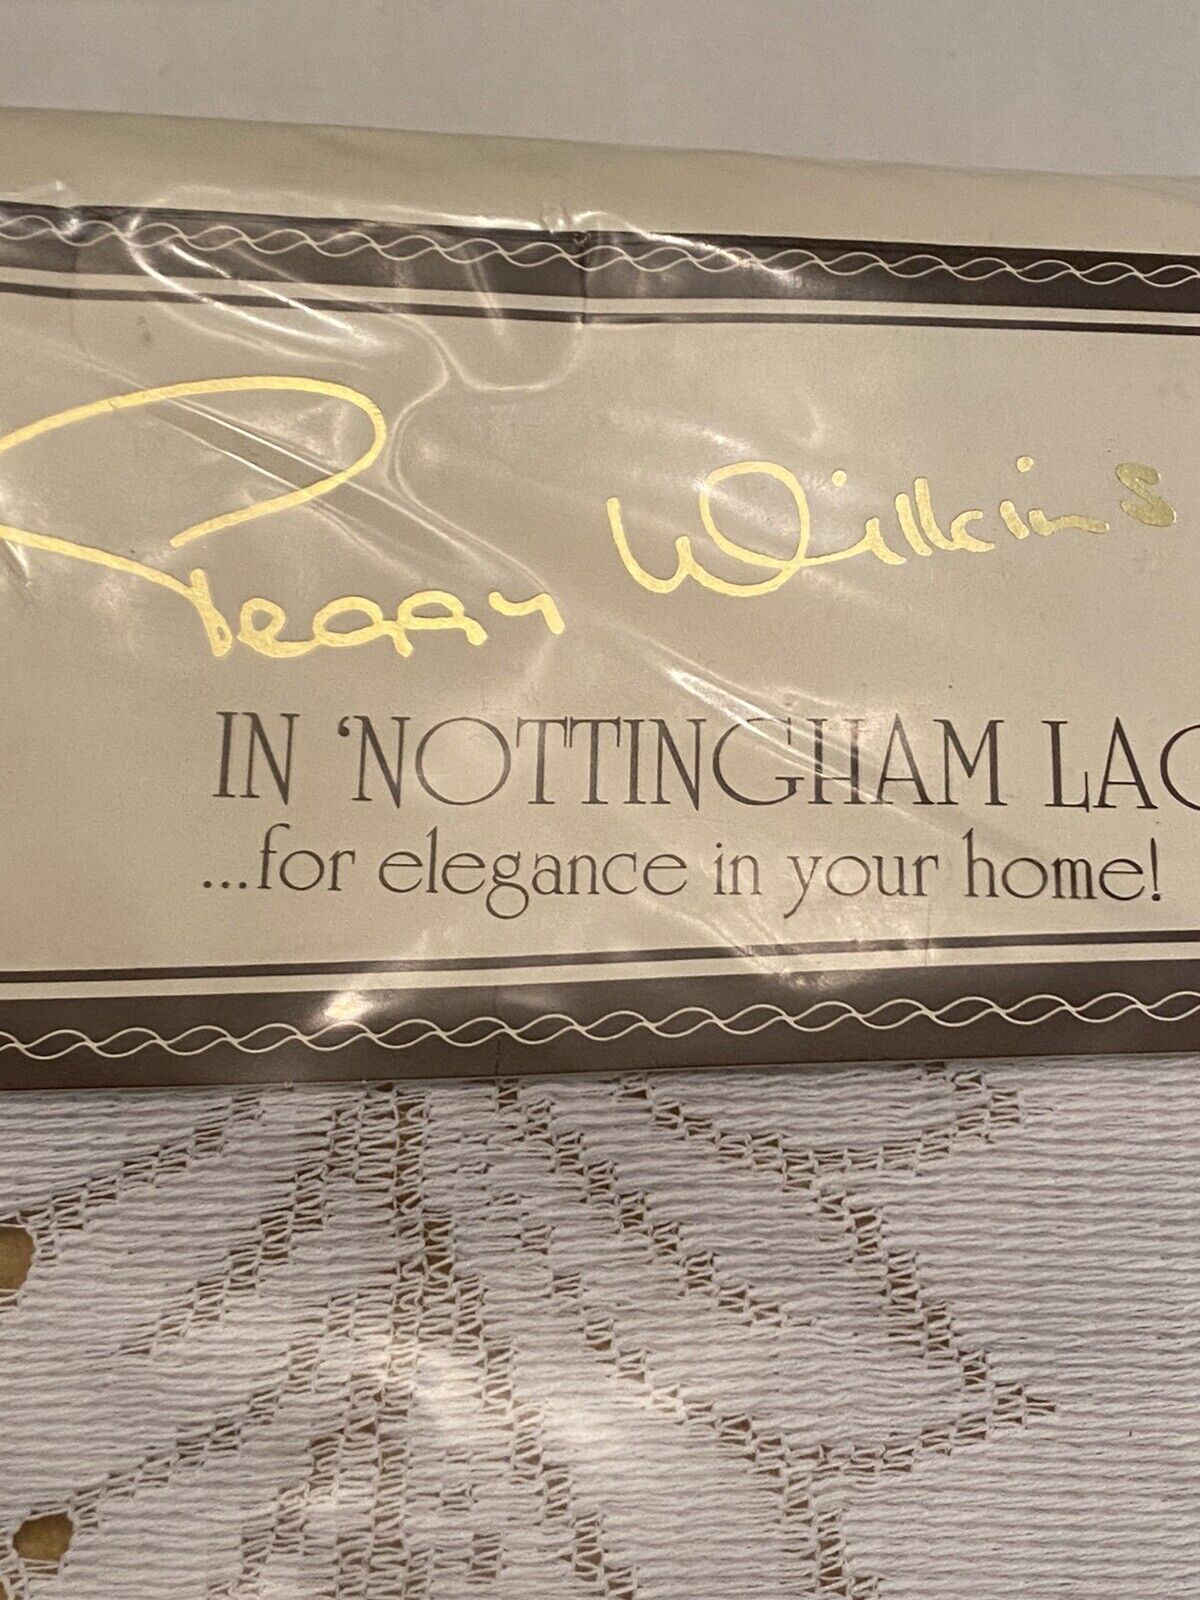 Peggy Wilkins
IN ‘NOTTINGHAM LAC
...for elegance in your home!